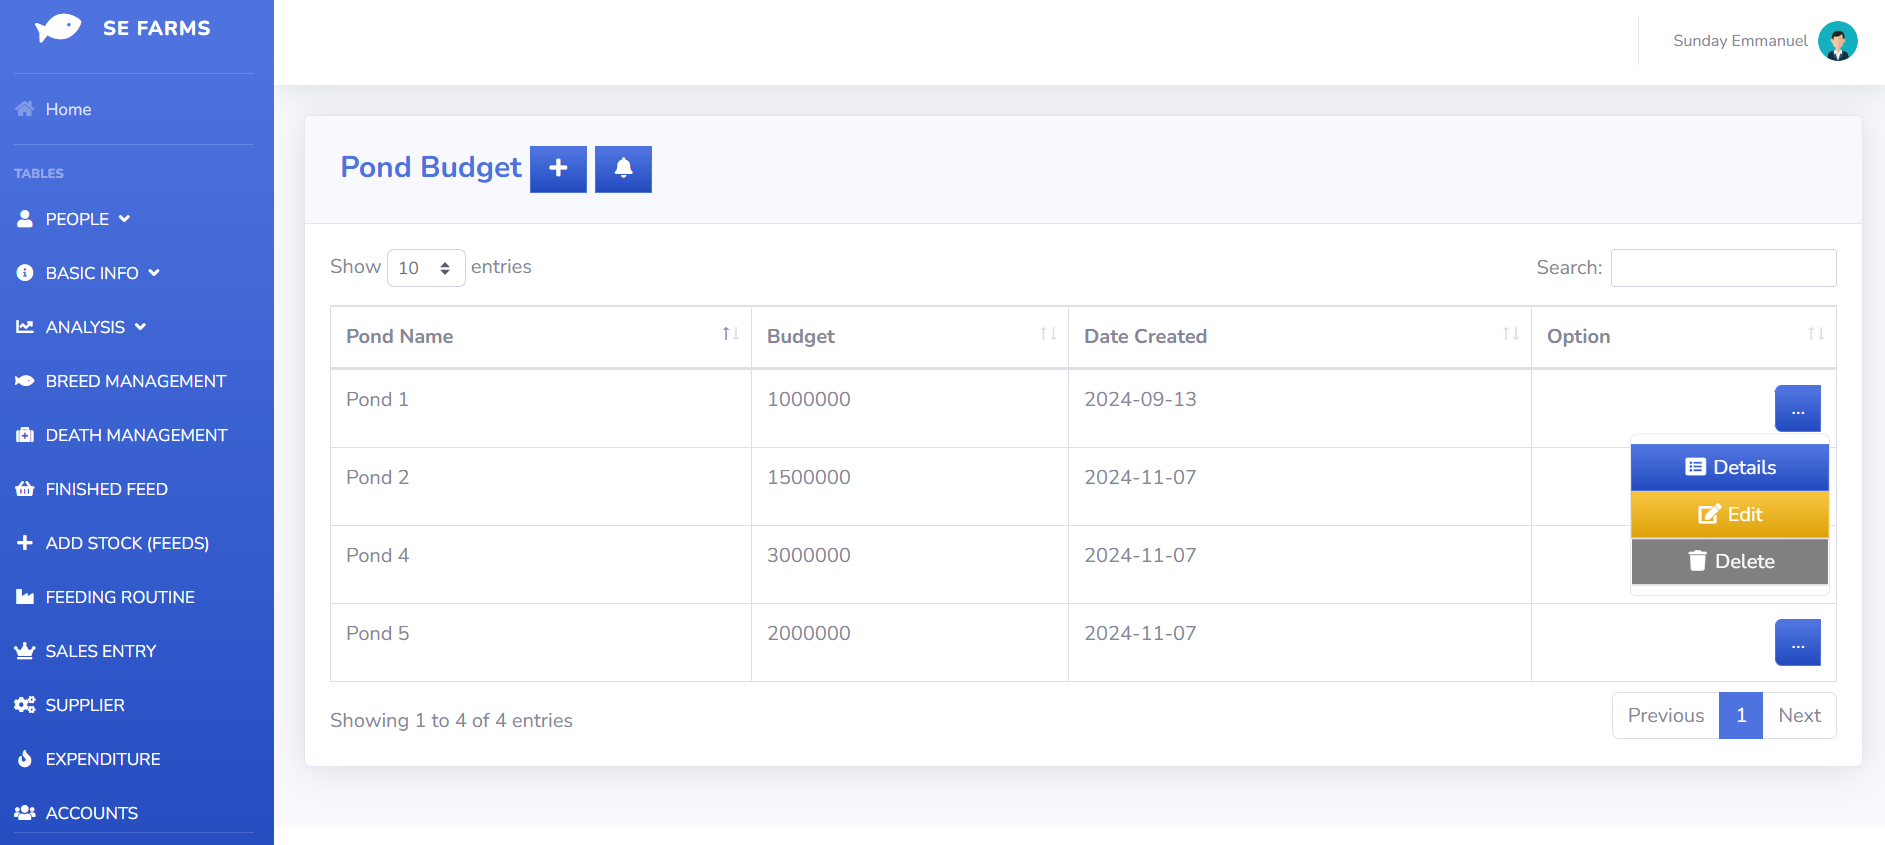 SE FARMS
Sunday Emmanuel
Home
TABLES
PEOPLE
BASIC INFO
ANALYSIS
BREED MANAGEMENT
DEATH MANAGEMENT
FINISHED FEED
ADD STOCK (FEEDS)
FEEDING ROUTINE
SALES ENTRY
SUPPLIER
EXPENDITURE
ACCOUNTS
Pond Budget
Show 10 entries
Search:
Pond Name Budget Date Created Option
Pond 1 1000000 2024-09-13 ...
Details
Pond 2 1500000 2024-11-07
Edit
Pond 4 3000000 2024-11-07
Delete
Pond 5 2000000 2024-11-07 ...
Showing 1 to 4 of 4 entries
Previous 1 Next